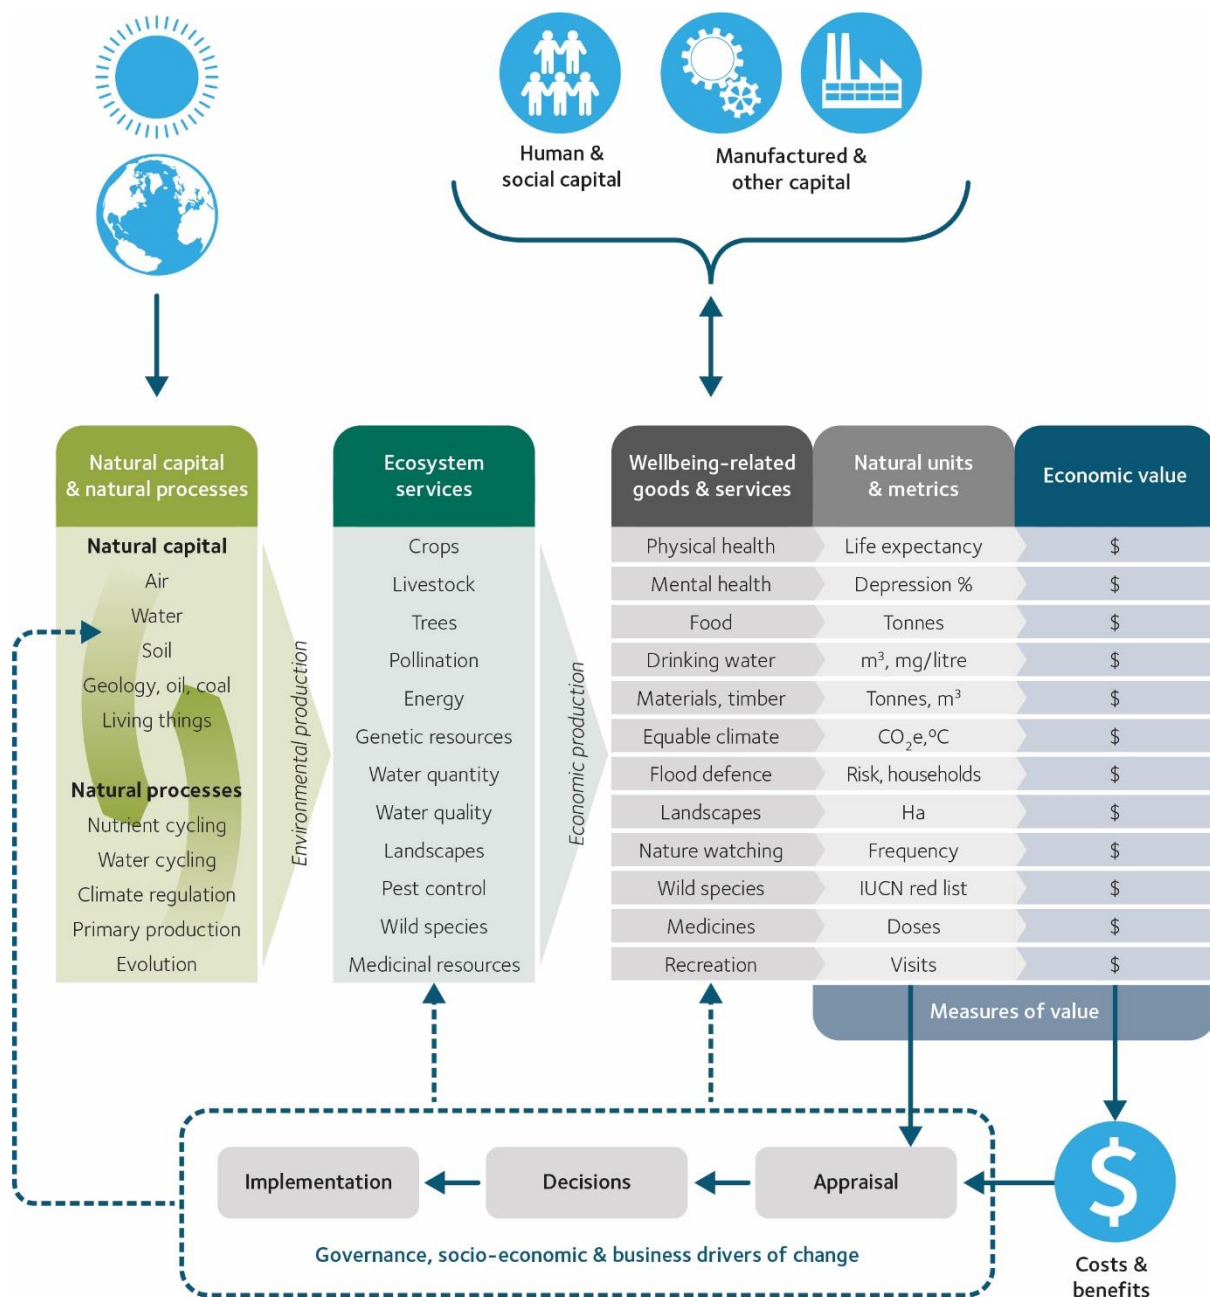 Human &
social capital
Manufactured &
other capital
Natural capital
& natural processes
Natural capital
Air
Water
Soil
Geology, oil, coal
Living things
Natural processes
Nutrient cycling
Water cycling
Climate regulation
Primary production
Evolution
Environmental production
Ecosystem
services
Crops
Livestock
Trees
Pollination
Energy
Genetic resources
Water quantity
Water quality
Landscapes
Pest control
Wild species
Medicinal resources
Economic production
Wellbeing-related
goods & services
Natural units
& metrics
Economic value
Physical health Life expectancy $
Mental health Depression % $
Food Tonnes $
Drinking water m³, mg/litre $
Materials, timber Tonnes, m³ $
Equable climate CO₂e,ºC $
Flood defence Risk, households $
Landscapes Ha $
Nature watching Frequency $
Wild species IUCN red list $
Medicines Doses $
Recreation Visits $
Measures of value
Implementation
Decisions
Appraisal
$
Governance, socio-economic & business drivers of change
Costs &
benefits